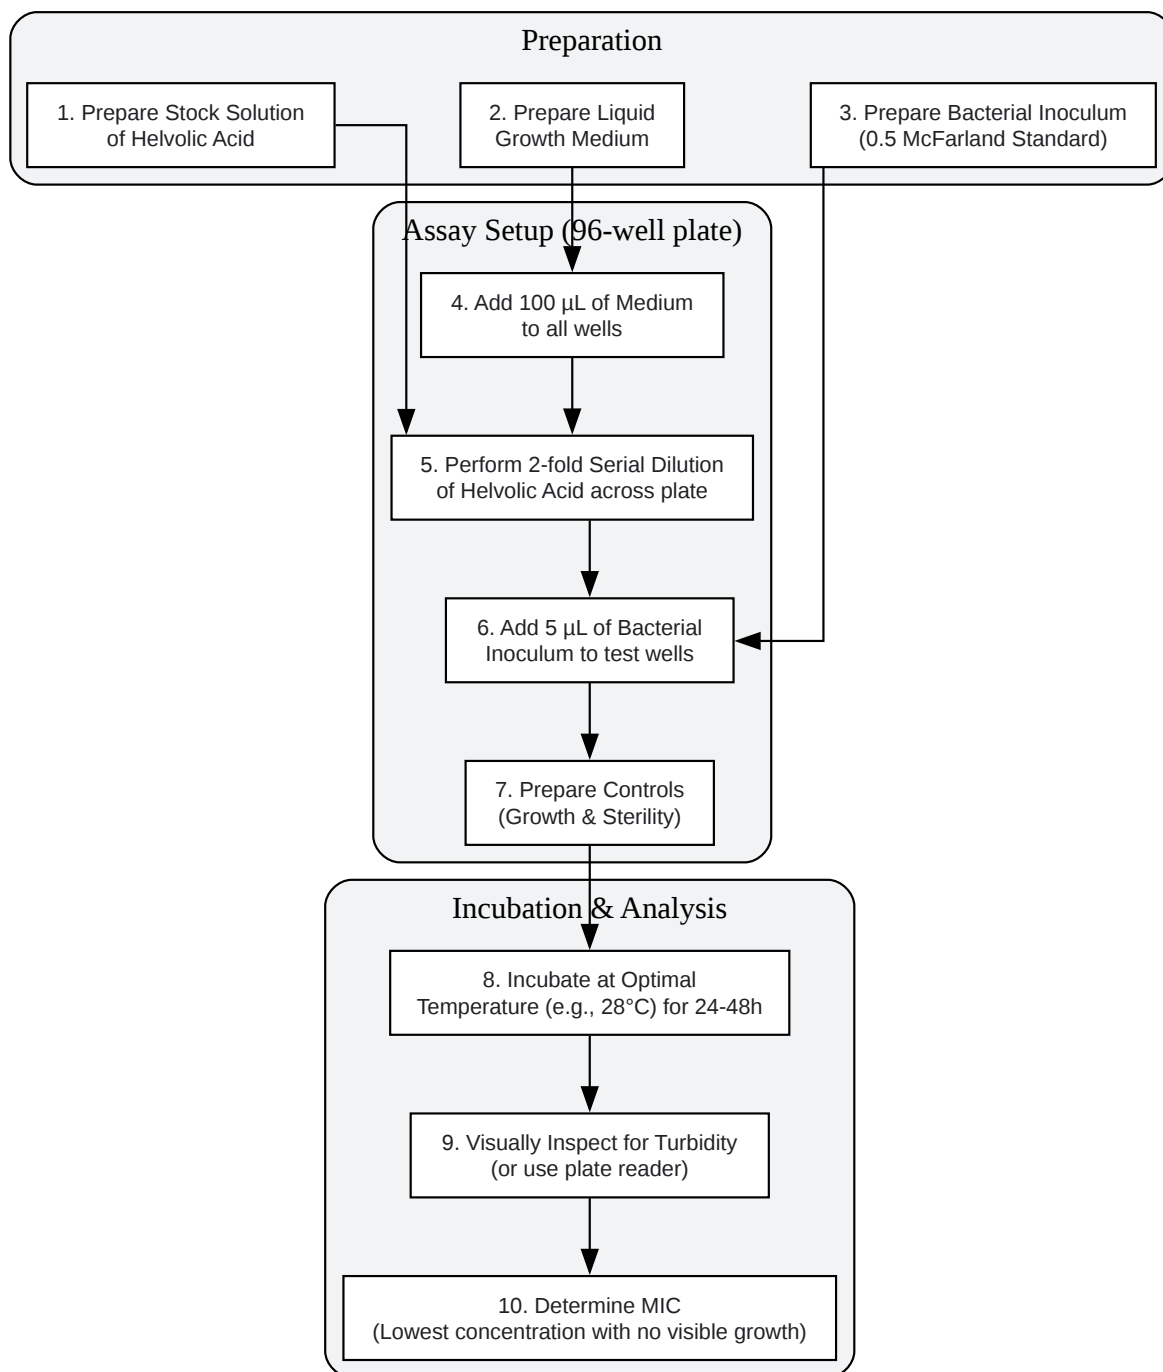 Preparation
1. Prepare Stock Solution
of Helvolic Acid
2. Prepare Liquid
Growth Medium
3. Prepare Bacterial Inoculum
(0.5 McFarland Standard)
Assay Setup (96-well plate)
4. Add 100 µL of Medium
to all wells
5. Perform 2-fold Serial Dilution
of Helvolic Acid across plate
6. Add 5 µL of Bacterial
Inoculum to test wells
7. Prepare Controls
(Growth & Sterility)
Incubation & Analysis
8. Incubate at Optimal
Temperature (e.g., 28°C) for 24-48h
9. Visually Inspect for Turbidity
(or use plate reader)
10. Determine MIC
(Lowest concentration with no visible growth)